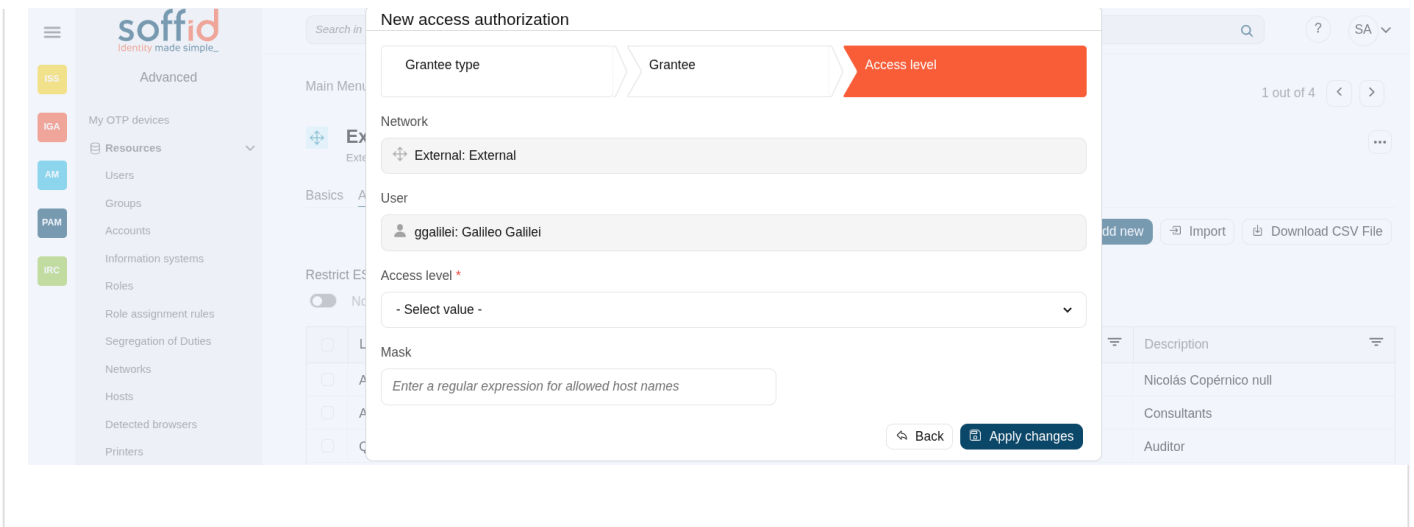 New access authorization
soffid
Identity made simple_
Search in
?
SA
ISS
Advanced
Grantee type
Grantee
Access level
Main Menu
1 out of 4
IGA
My OTP devices
Network
Resources
Ex
External: External
Exte
AM
Users
Groups
Basics
A
User
PAM
Accounts
ggalilei: Galileo Galilei
dd new
Import
Download CSV File
Information systems
IRC
Restrict ES
Access level *
Roles
No
- Select value -
Role assignment rules
Segregation of Duties
L
Mask
Description
Networks
A
Enter a regular expression for allowed host names
Nicolás Copérnico null
Hosts
A
Consultants
Detected browsers
Back
Apply changes
Printers
Auditor